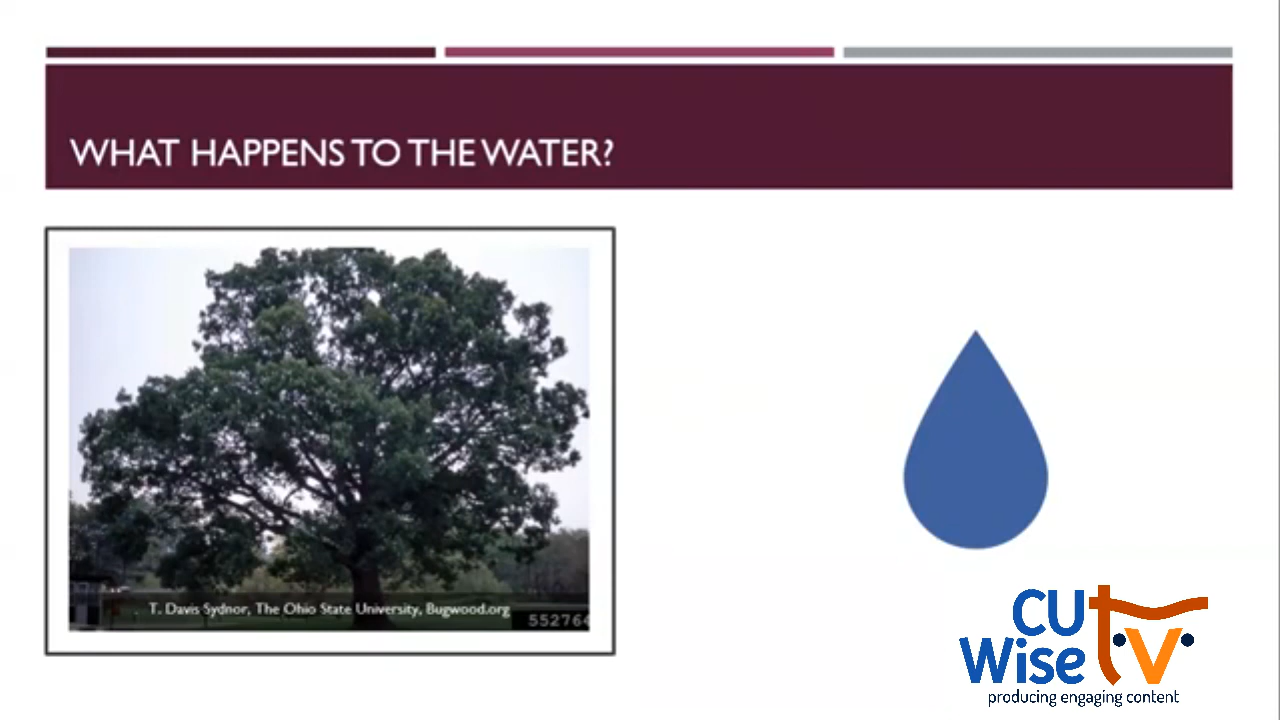 WHAT HAPPENS TO THE WATER?
T. Davis Sydnor, The Ohio State University, Bugwood.org
552764
CU
Wise tv
producing engaging content